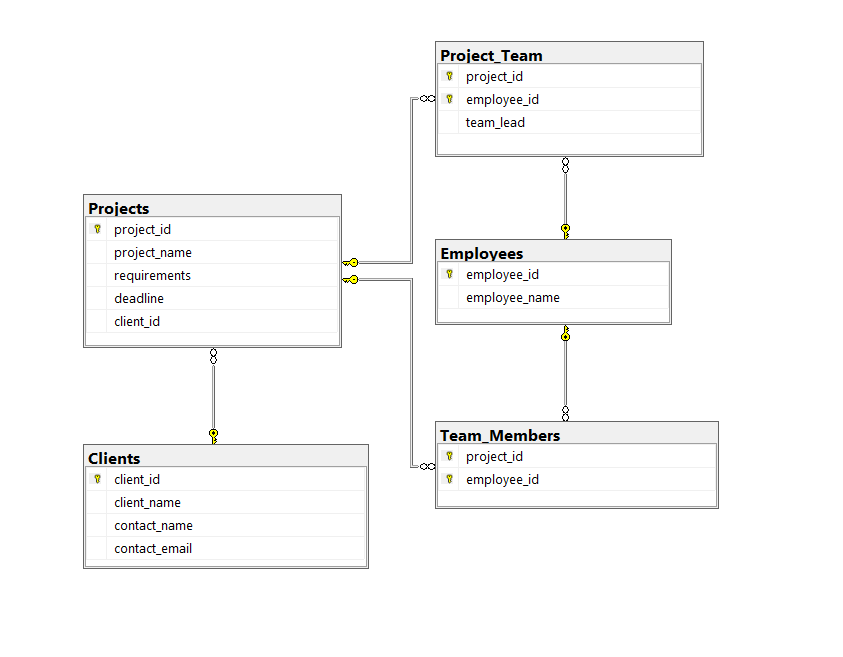 Project_Team
project_id
employee_id
team_lead
Projects
project_id
project_name
requirements
deadline
client_id
Employees
employee_id
employee_name
Clients
client_id
client_name
contact_name
contact_email
Team_Members
project_id
employee_id